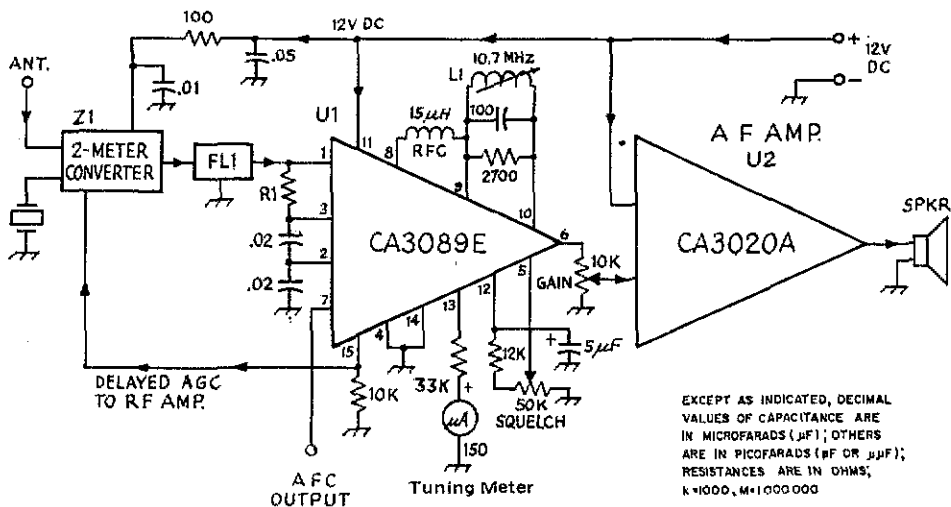 100
12V DC
.05
ANT.
.01
Z1
2-METER
CONVERTER
FL1
R1
.02
.02
U1
1
3
2
7
11
8
15µH
RFC
L1
10.7 MHz
100
2700
9
10
CA3089E
6
5
12
13
14
4
15
10K
GAIN
+
12V
DC
-
A F AMP.
U2
CA3020A
SPKR
DELAYED AGC
TO RF AMP.
10K
33K
+
µA
150
12K
+
5µF
50K
SQUELCH
AFC
OUTPUT
Tuning Meter
EXCEPT AS INDICATED, DECIMAL
VALUES OF CAPACITANCE ARE
IN MICROFARADS (µF); OTHERS
ARE IN PICOFARADS (pF OR µµF);
RESISTANCES ARE IN OHMS;
k=1000, M=1000000